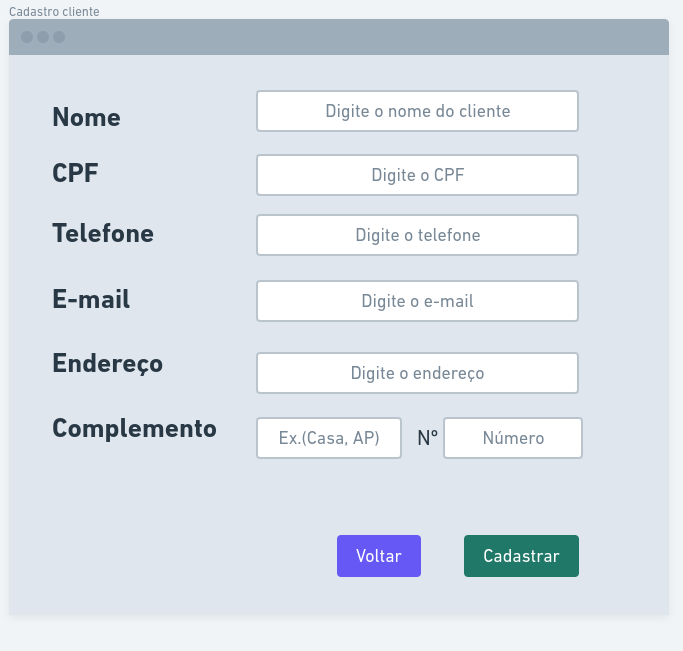 Cadastro cliente
Nome
Digite o nome do cliente
CPF
Digite o CPF
Telefone
Digite o telefone
E-mail
Digite o e-mail
Endereço
Digite o endereço
Complemento
Ex.(Casa, AP)
N°
Número
Voltar
Cadastrar